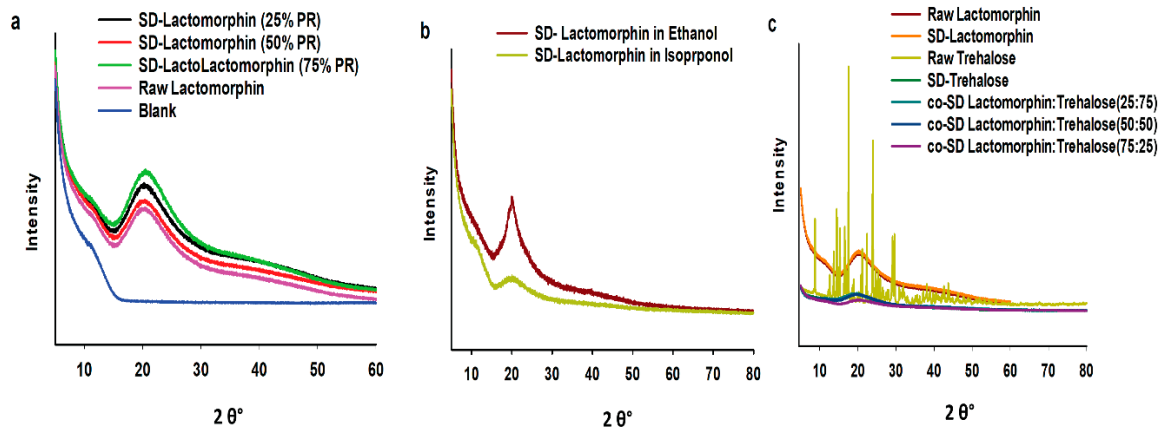 a
SD-Lactomorphin (25% PR)
SD-Lactomorphin (50% PR)
SD-LactoLactomorphin (75% PR)
Raw Lactomorphin
Blank
Intensity
10 20 30 40 50 60
2 θ°
b
SD- Lactomorphin in Ethanol
SD-Lactomorphin in Isoprponol
Intensity
10 20 30 40 50 60 70 80
2 θ°
c
Raw Lactomorphin
SD-Lactomorphin
Raw Trehalose
SD-Trehalose
co-SD Lactomorphin:Trehalose(25:75)
co-SD Lactomorphin:Trehalose(50:50)
co-SD Lactomorphin:Trehalose(75:25)
Intensity
10 20 30 40 50 60 70 80
2 θ°